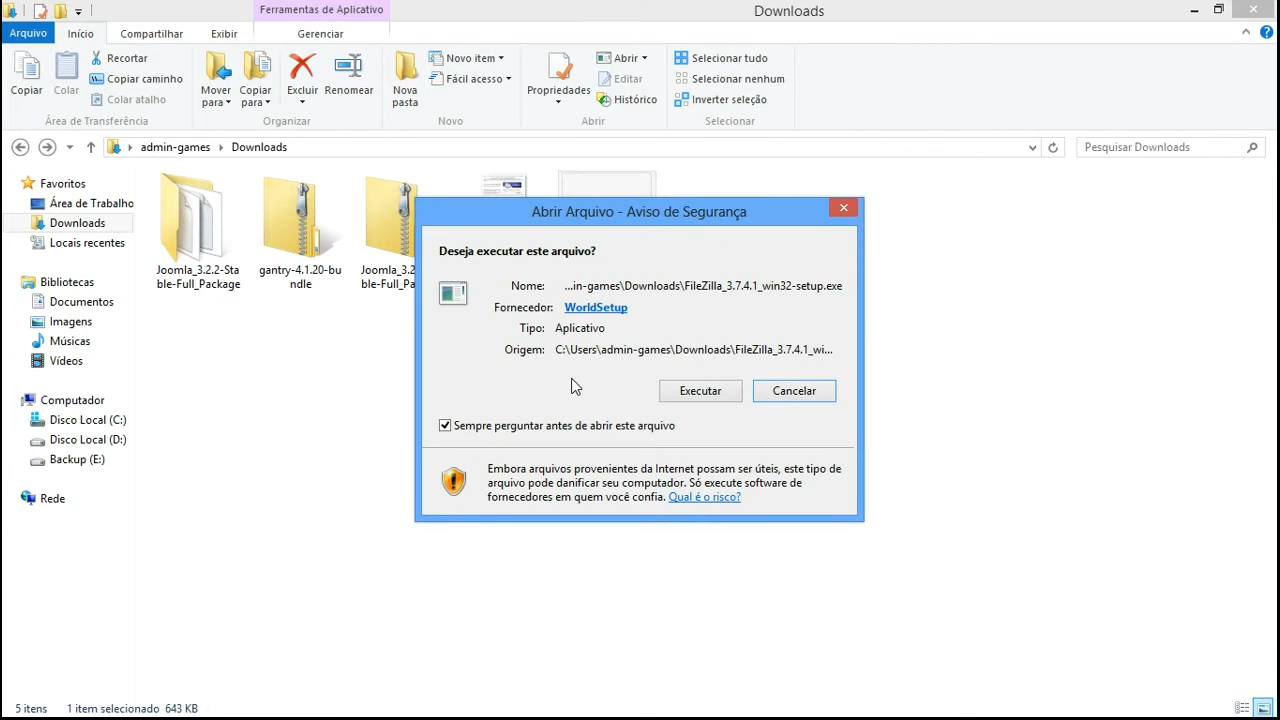 Ferramentas de Aplicativo
Downloads
Arquivo
Início
Compartilhar
Exibir
Gerenciar
Copiar
Colar
Recortar
Copiar caminho
Colar atalho
Área de Transferência
Mover para
Copiar para
Excluir
Renomear
Organizar
Nova pasta
Novo item
Fácil acesso
Novo
Propriedades
Abrir
Editar
Histórico
Abrir
Selecionar tudo
Selecionar nenhum
Inverter seleção
Selecionar
admin-games
Downloads
Pesquisar Downloads
Favoritos
Área de Trabalho
Downloads
Locais recentes
Bibliotecas
Documentos
Imagens
Músicas
Vídeos
Computador
Disco Local (C:)
Disco Local (D:)
Backup (E:)
Rede
Joomla_3.2.2-Sta
ble-Full_Package
gantry-4.1.20-bu
ndle
Joomla_3.2
ble-Full_Pa
Abrir Arquivo - Aviso de Segurança
Deseja executar este arquivo?
Nome: ...in-games\Downloads\FileZilla_3.7.4.1_win32-setup.exe
Fornecedor: WorldSetup
Tipo: Aplicativo
Origem: C:\Users\admin-games\Downloads\FileZilla_3.7.4.1_wi...
Executar
Cancelar
Sempre perguntar antes de abrir este arquivo
Embora arquivos provenientes da Internet possam ser úteis, este tipo de
arquivo pode danificar seu computador. Só execute software de
fornecedores em quem você confia. Qual é o risco?
5 itens
1 item selecionado 643 KB